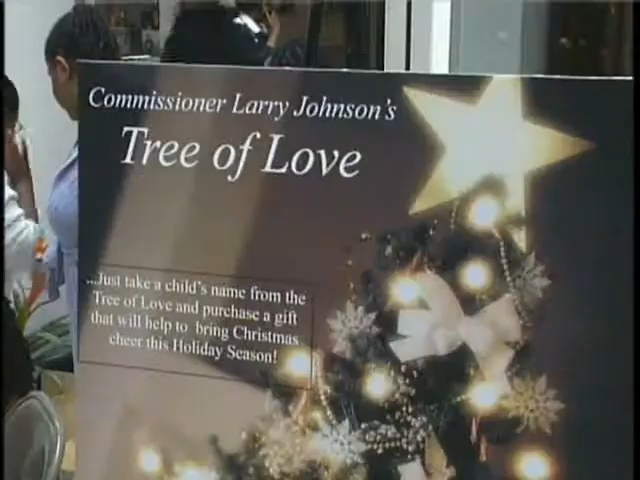 Commissioner Larry Johnson's
Tree of Love
...Just take a child's name from the
Tree of Love and purchase a gift
that will help to bring Christmas
cheer this Holiday Season!